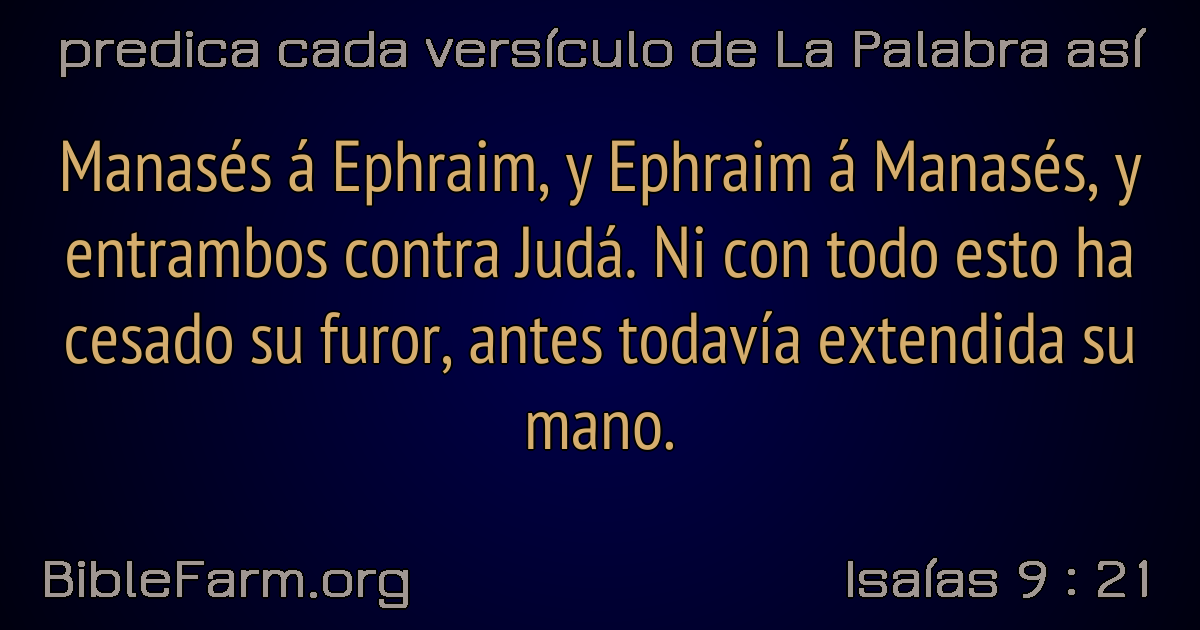 predica cada versículo de La Palabra así
Manasés á Ephraim, y Ephraim á Manasés, y
entrambos contra Judá. Ni con todo esto ha
cesado su furor, antes todavía extendida su
mano.
BibleFarm.org
Isaías 9 : 21